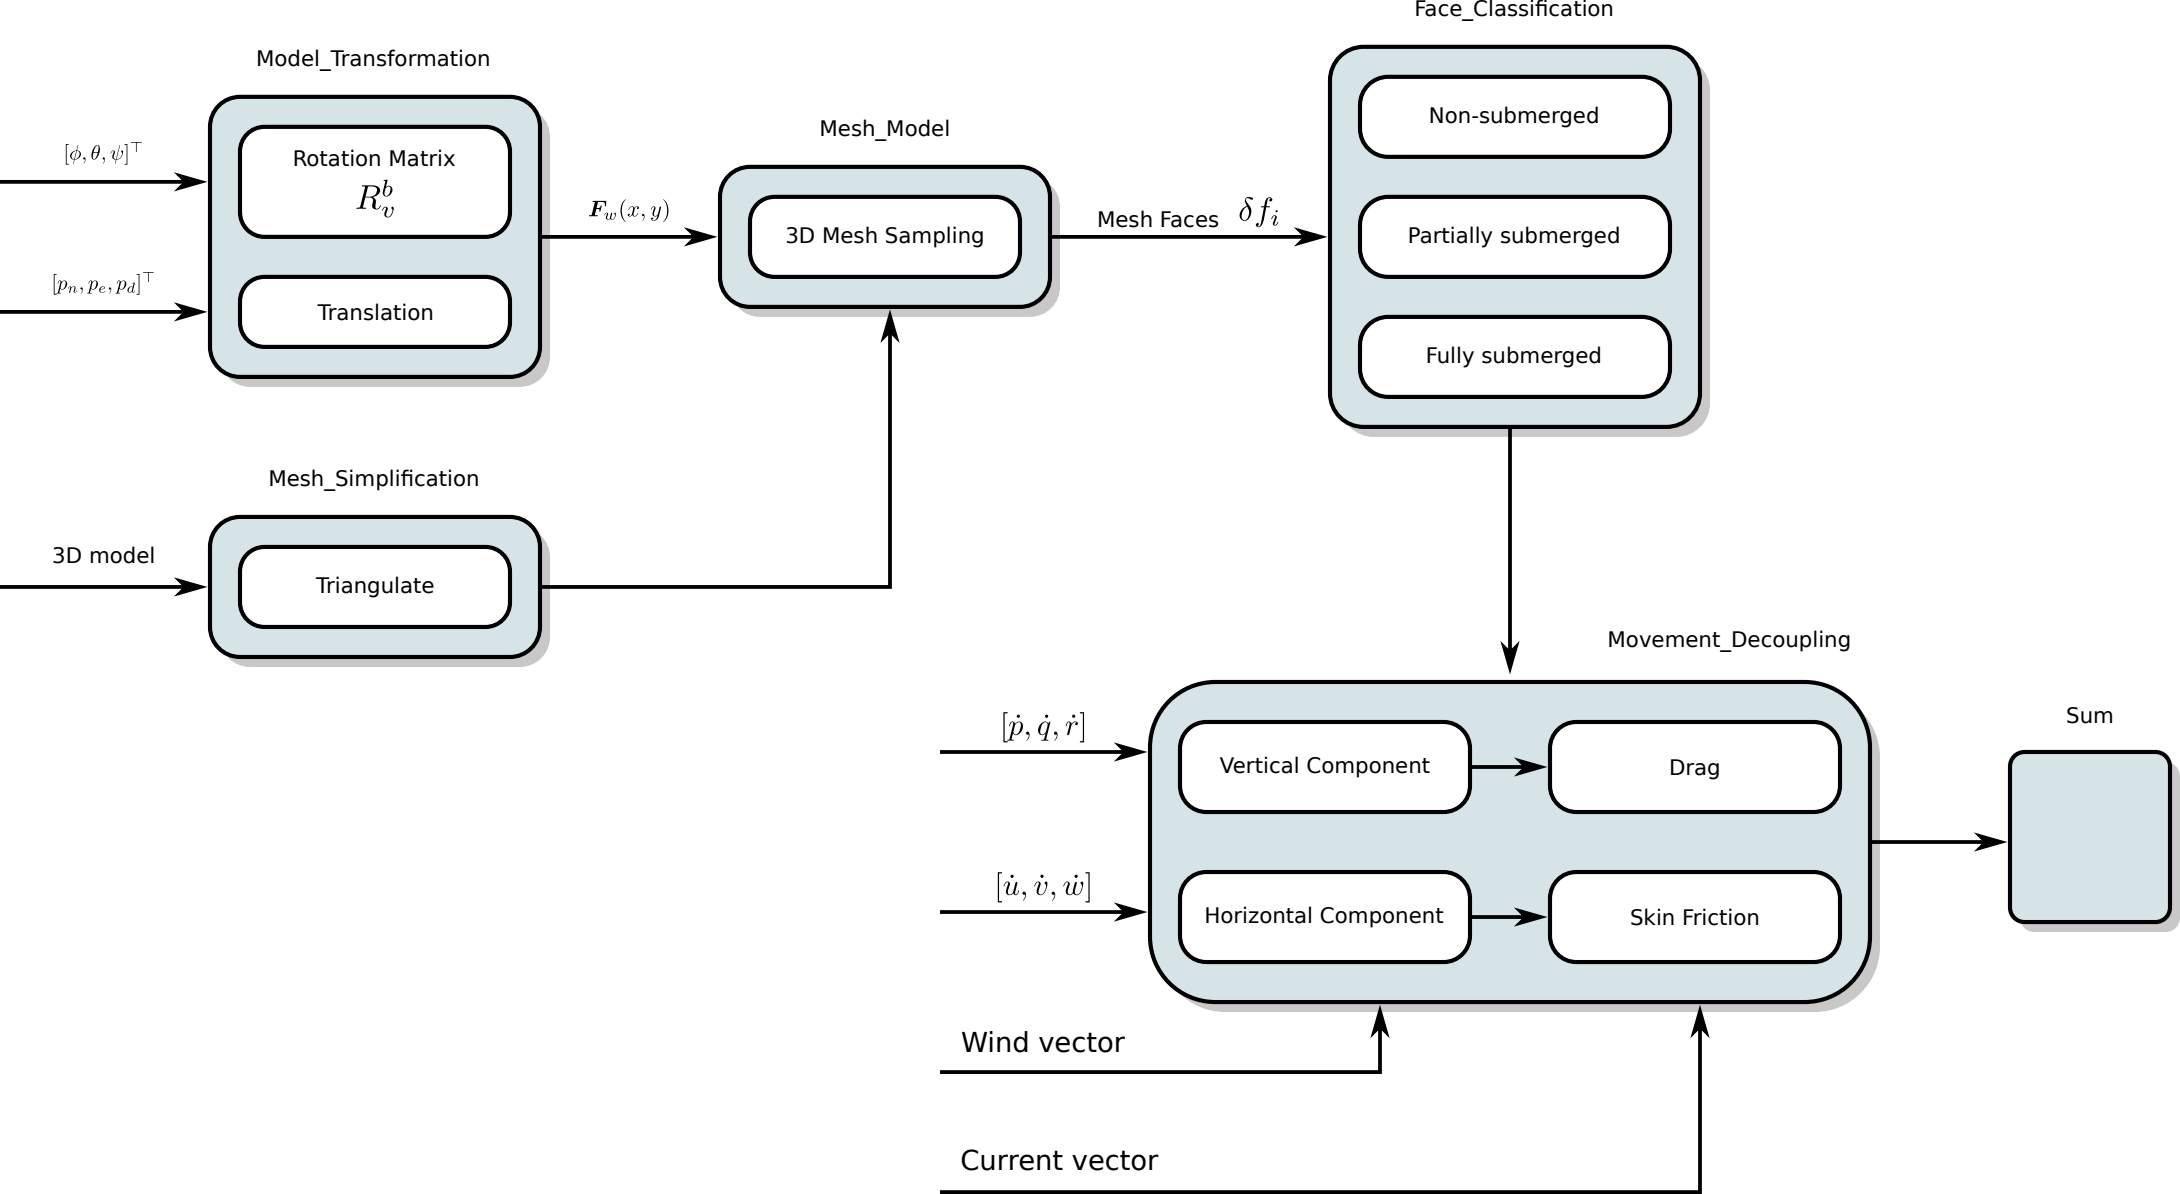 Face_Classification
Model_Transformation
Mesh_Model
Non-submerged
[ϕ, θ, ψ]⊤
Rotation Matrix
R_v^b
F_w(x, y)
Mesh Faces δf_i
3D Mesh Sampling
Partially submerged
[p_n, p_e, p_d]⊤
Translation
Fully submerged
Mesh_Simplification
3D model
Triangulate
Movement_Decoupling
Sum
[ṗ, q̇, ṙ]
Vertical Component
Drag
[u̇, v̇, ẇ]
Horizontal Component
Skin Friction
Wind vector
Current vector